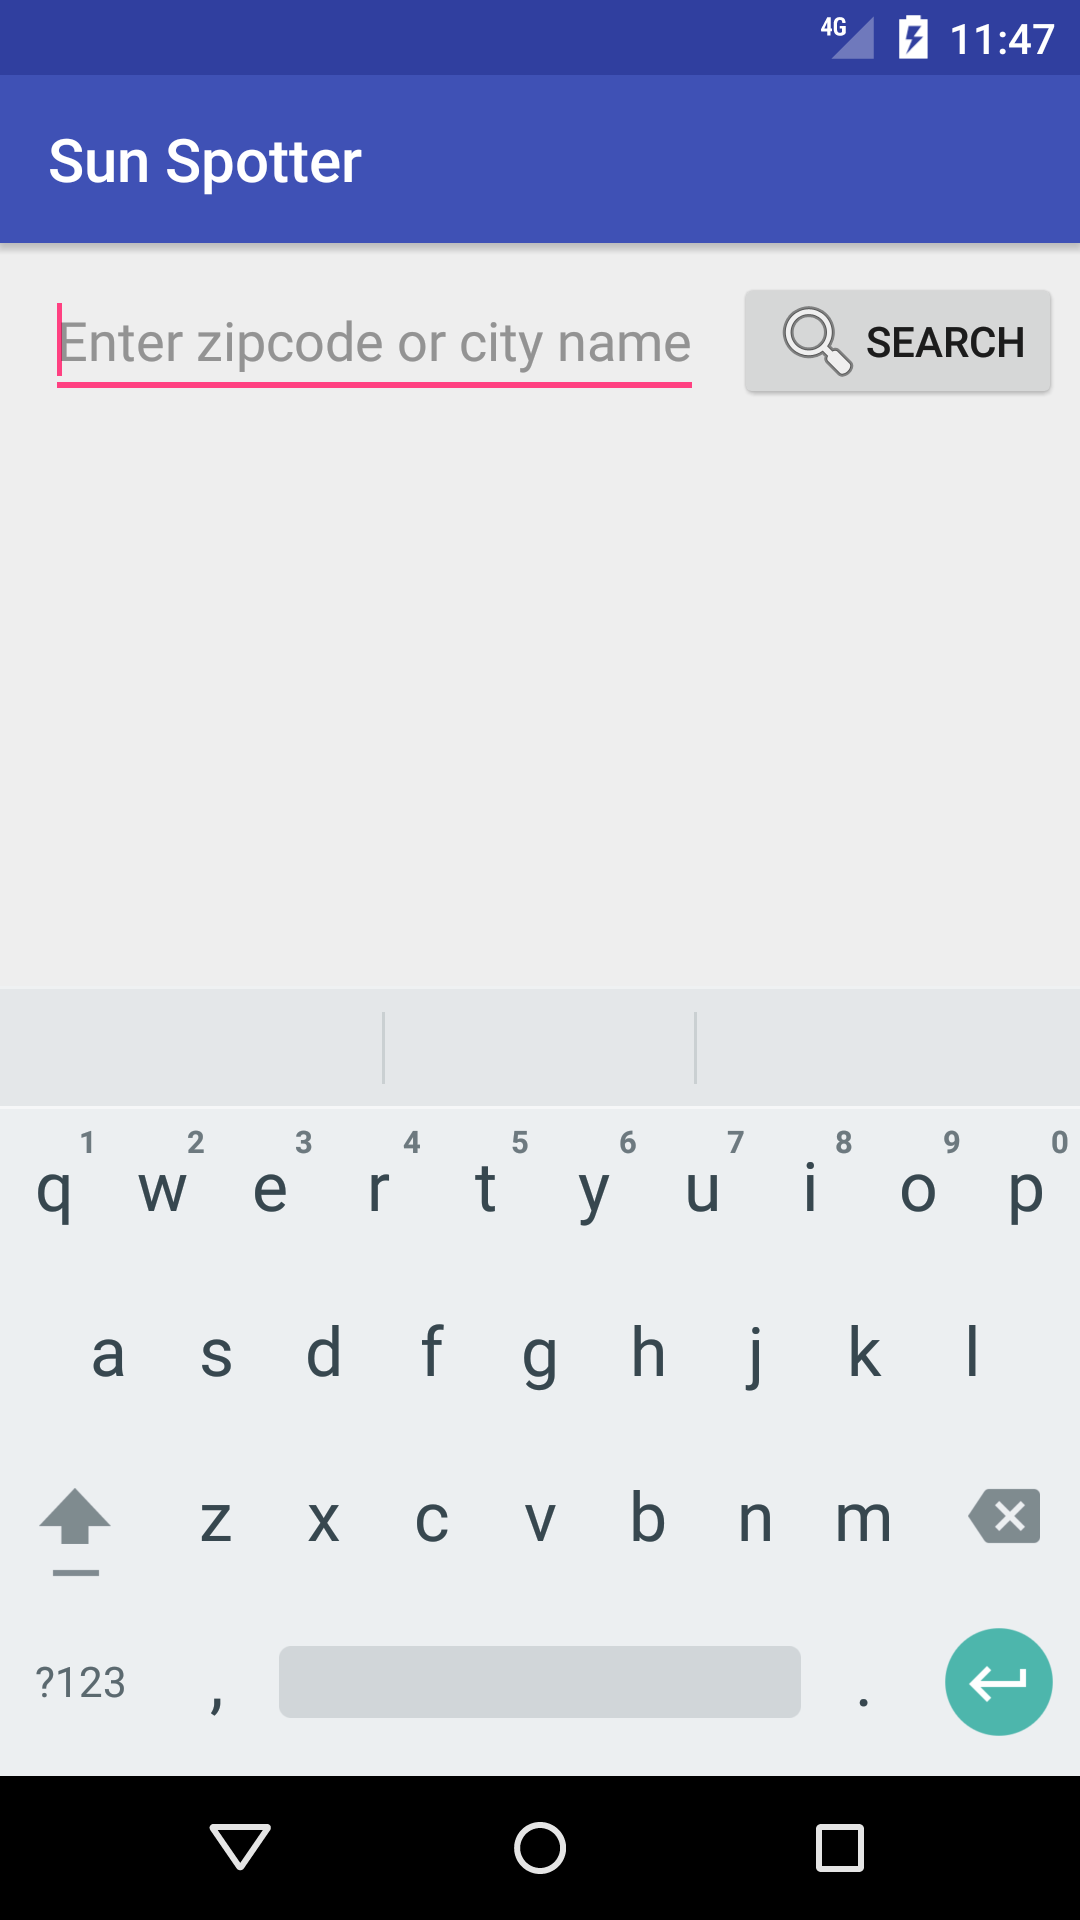 4G 11:47
Sun Spotter
Enter zipcode or city name SEARCH
1 2 3 4 5 6 7 8 9 0
q w e r t y u i o p
a s d f g h j k l
z x c v b n m
?123 , .